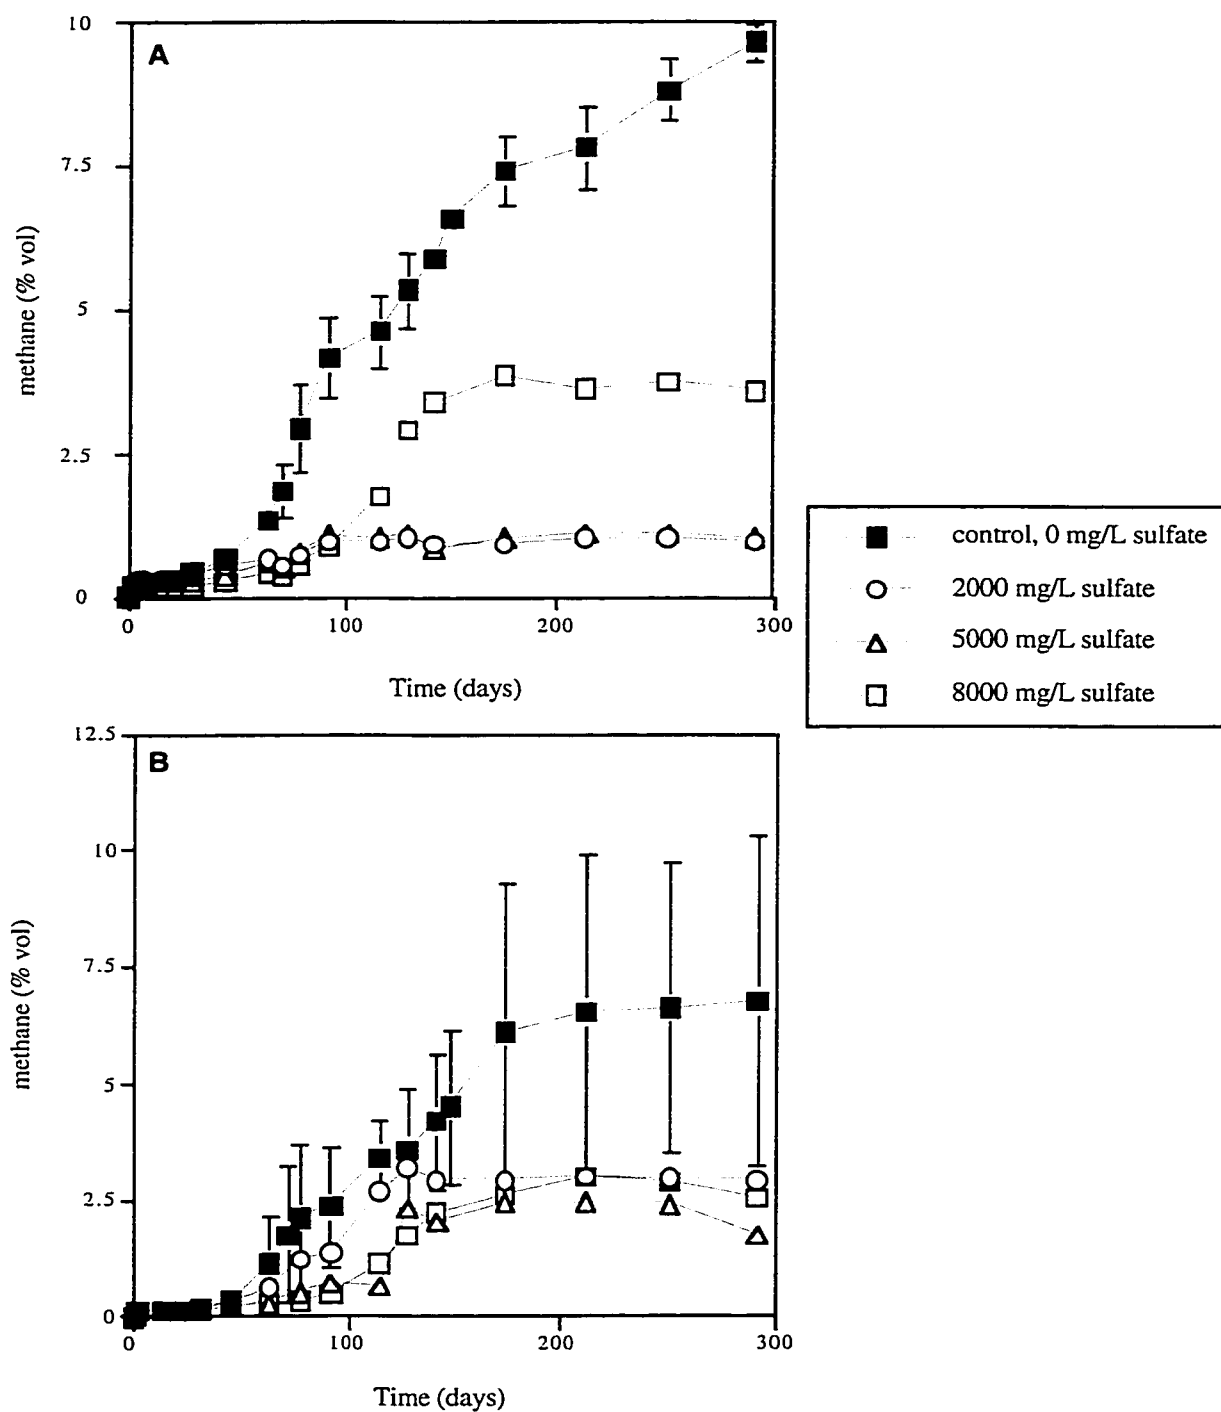 10
A
7.5
5
2.5
0
methane (% vol)
0 100 200 300
Time (days)
control, 0 mg/L sulfate
2000 mg/L sulfate
5000 mg/L sulfate
8000 mg/L sulfate
12.5
B
10
7.5
5
2.5
0
methane (% vol)
0 100 200 300
Time (days)